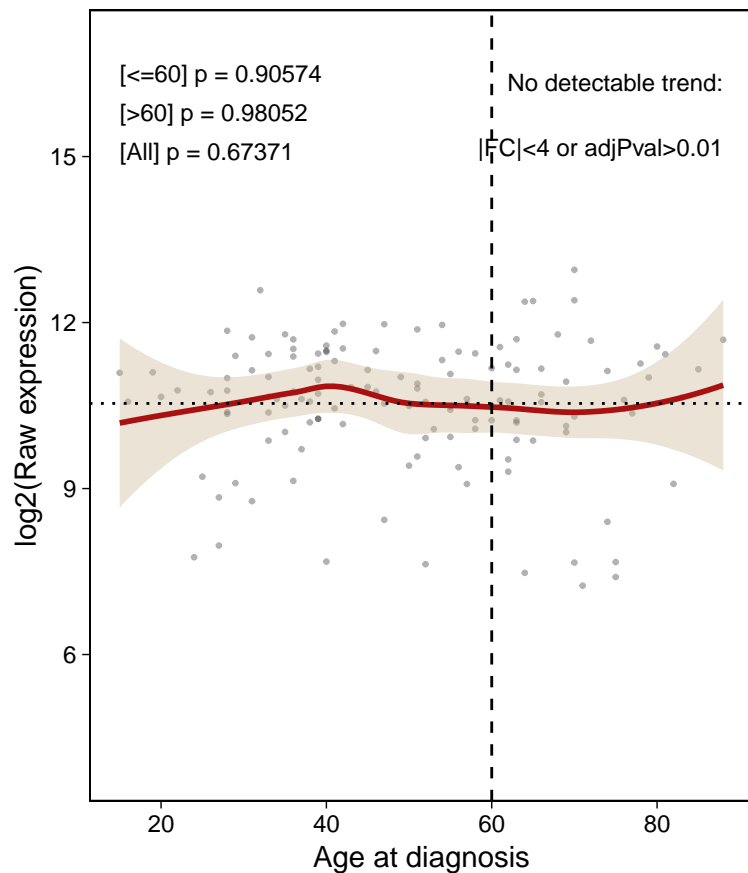 [<=60] p = 0.90574
[>60] p = 0.98052
[All] p = 0.67371
No detectable trend:
|FC|<4 or adjPval>0.01
log2(Raw expression)
15
12
9
6
20
40
60
80
Age at diagnosis